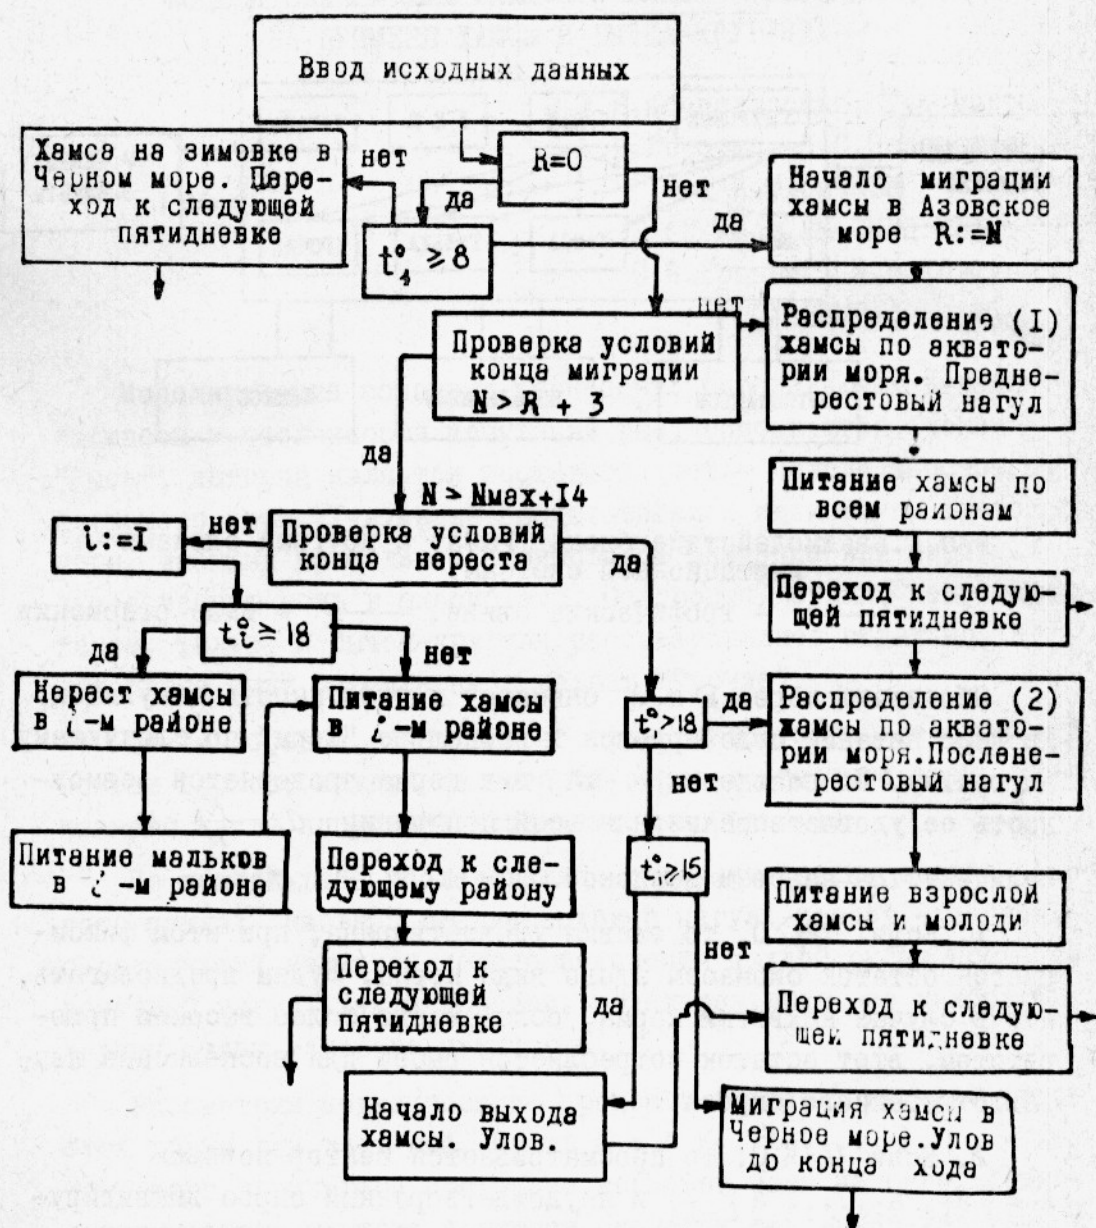 Ввод исходных данных
Хамса на зимовке в
Черном море. Пере-
ход к следующей
пятидневке
нет
R=0
да
нет
t°₁ ≥ 8
да
Начало миграции
хамсы в Азовское
море R:=N
нет
Проверка условий
конца миграции
N > R + 3
Распределение (I)
хамсы по аквато-
рии моря. Предне-
рестовый нагул
да
Питание хамсы по
всем районам
N > Nмах+I4
i:=I
нет
Проверка условий
конца нереста
да
Переход к следую-
щей пятидневке
t°i ≥ 18
да
нет
Нерест хамсы
в i -м районе
Питание хамсы
в i -м районе
t° > 18
да
Распределение (2)
хамсы по аквато-
рии моря.Послене-
рестовый нагул
нет
Питание мальков
в i -м районе
Переход к сле-
дующему району
t° ≥ 15
Питание взрослой
хамсы и молоди
нет
Переход к
следующей
пятидневке
да
Переход к следую-
щей пятидневке
Начало выхода
хамсы. Улов.
Миграция хамсы в
Черное море.Улов
до конца хода